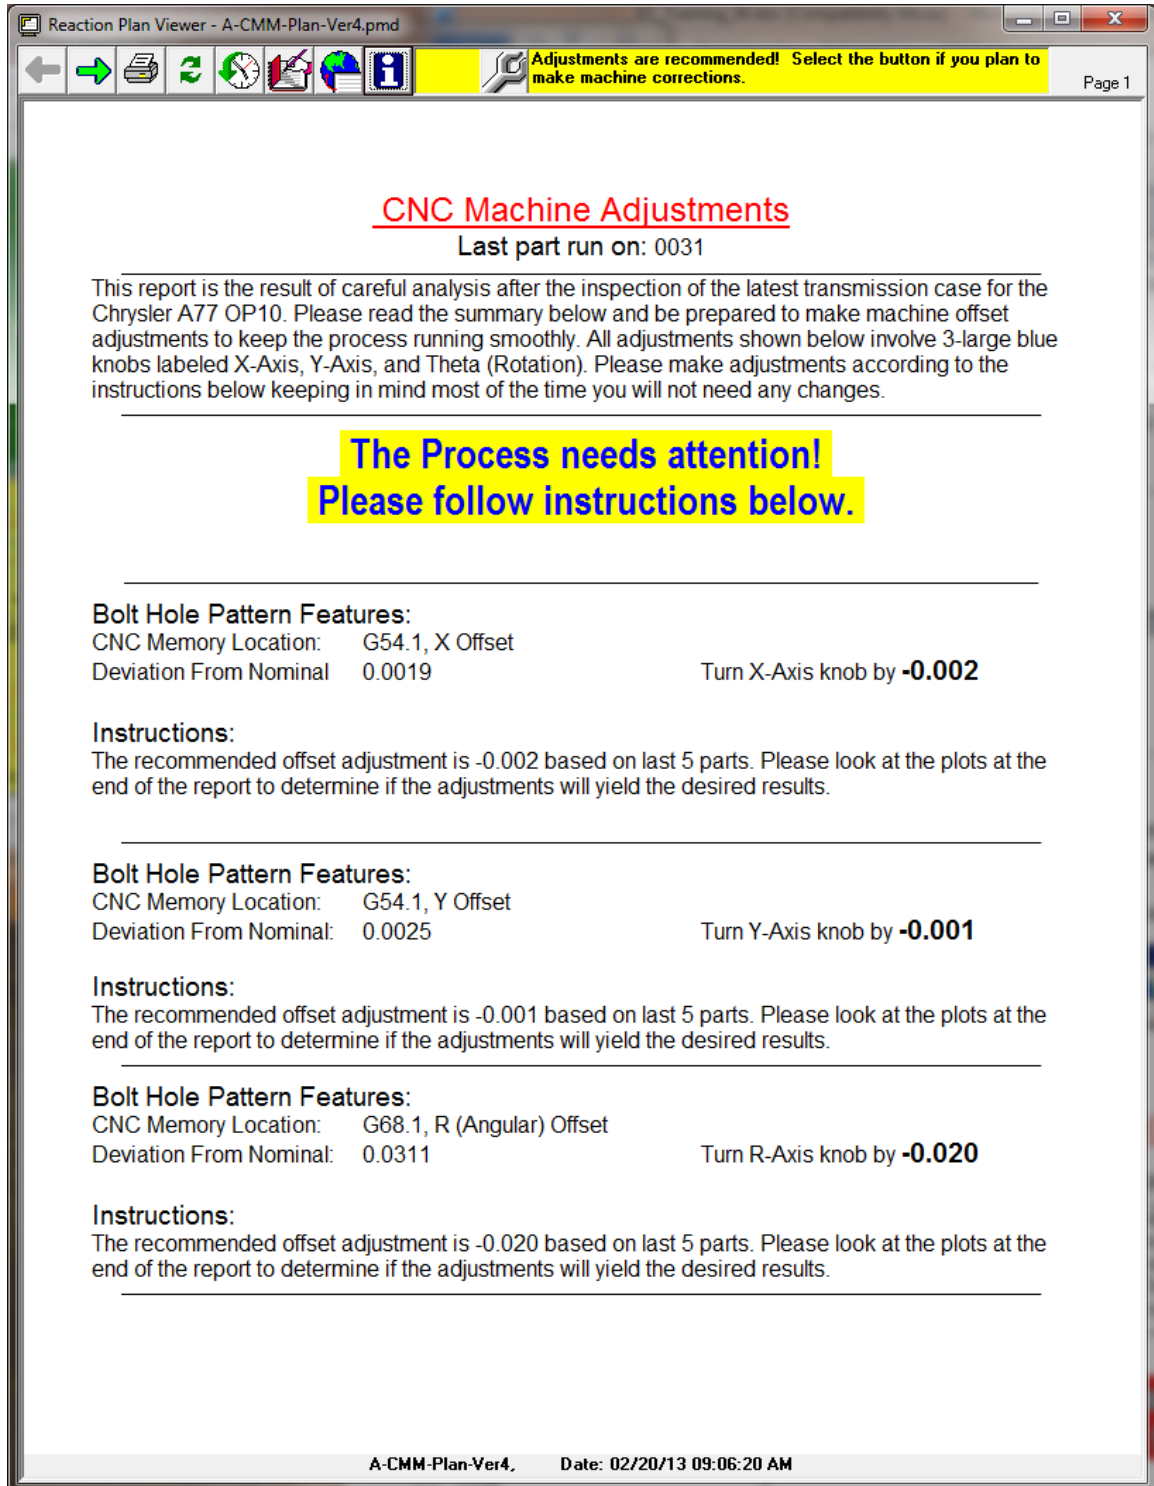 Reaction Plan Viewer - A-CMM-Plan-Ver4.pmd
Adjustments are recommended! Select the button if you plan to
make machine corrections.
Page 1
CNC Machine Adjustments
Last part run on: 0031
This report is the result of careful analysis after the inspection of the latest transmission case for the
Chrysler A77 OP10. Please read the summary below and be prepared to make machine offset
adjustments to keep the process running smoothly. All adjustments shown below involve 3-large blue
knobs labeled X-Axis, Y-Axis, and Theta (Rotation). Please make adjustments according to the
instructions below keeping in mind most of the time you will not need any changes.
The Process needs attention!
Please follow instructions below.
Bolt Hole Pattern Features:
CNC Memory Location: G54.1, X Offset
Deviation From Nominal 0.0019 Turn X-Axis knob by -0.002
Instructions:
The recommended offset adjustment is -0.002 based on last 5 parts. Please look at the plots at the
end of the report to determine if the adjustments will yield the desired results.
Bolt Hole Pattern Features:
CNC Memory Location: G54.1, Y Offset
Deviation From Nominal: 0.0025 Turn Y-Axis knob by -0.001
Instructions:
The recommended offset adjustment is -0.001 based on last 5 parts. Please look at the plots at the
end of the report to determine if the adjustments will yield the desired results.
Bolt Hole Pattern Features:
CNC Memory Location: G68.1, R (Angular) Offset
Deviation From Nominal: 0.0311 Turn R-Axis knob by -0.020
Instructions:
The recommended offset adjustment is -0.020 based on last 5 parts. Please look at the plots at the
end of the report to determine if the adjustments will yield the desired results.
A-CMM-Plan-Ver4, Date: 02/20/13 09:06:20 AM